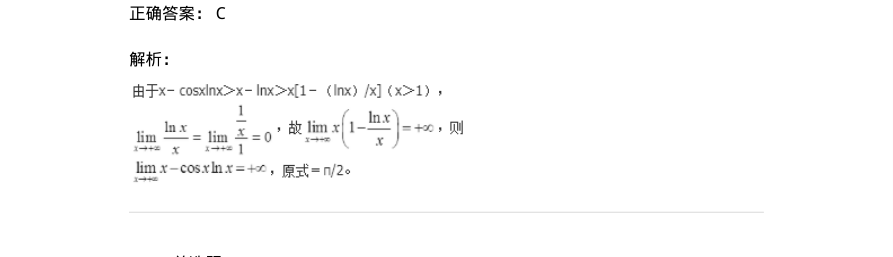 正确答案： C
解析：
由于x- cosxlnx＞x- lnx＞x[1-（lnx）/x]（x＞1），
lim x→+∞ ln x / x = lim x→+∞ (1/x) / 1 = 0，故 lim x→+∞ x(1 - ln x / x) = +∞，则
lim x→+∞ x - cos x ln x = +∞，原式＝π/2。